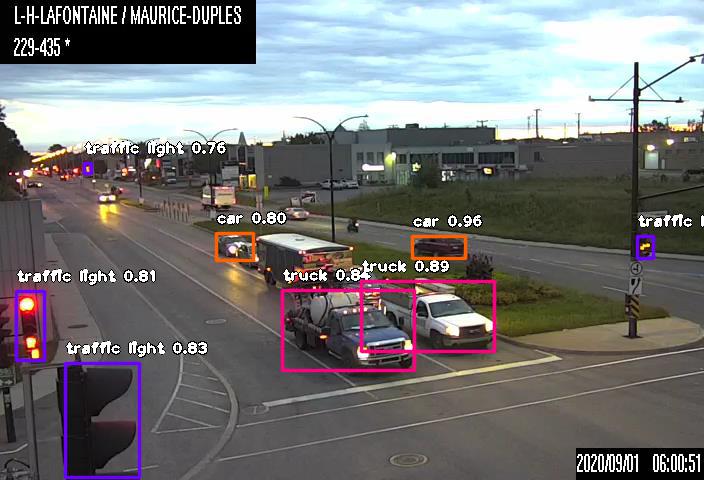 L-H-LAFONTAINE / MAURICE-DUPLES
229-435 *
traffic light 0.76
car 0.80
car 0.96
traffic l
truck 0.84
truck 0.89
traffic light 0.81
traffic light 0.83
2020/09/01 06:00:51